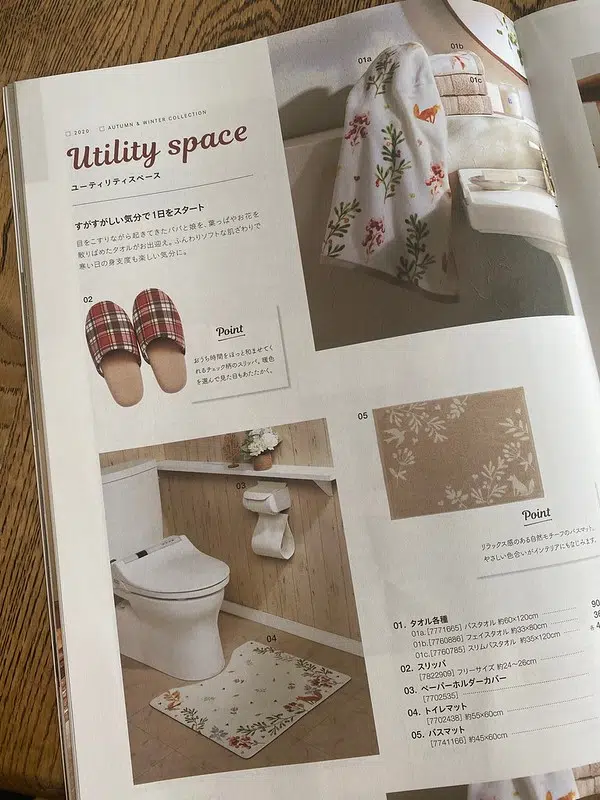 □ 2020 □ AUTUMN & WINTER COLLECTION
Utility space
ユーティリティスペース
すがすがしい気分で1日をスタート
目をこすりながら起きてきたパパと娘を、葉っぱやお花を
散りばめたタオルがお出迎え。ふんわりソフトな肌ざわりで
寒い日の身支度も楽しい気分に。
01a
01b
01c
02
Point
おうち時間をほっと和ませてく
れるチェック柄のスリッパ。暖色
を選んで見た目もあたたかく。
03
04
05
Point
リラックス感のある自然モチーフのバスマット。
やさしい色合いがインテリアにもなじみます。
01. タオル各種
01a.[7771665] バスタオル 約60×120cm 90
01b.[7760886] フェイスタオル 約33×80cm 36
01c.[7760785] スリムバスタオル 約35×120cm
02. スリッパ
[7822909] フリーサイズ 約24〜26cm
03. ペーパーホルダーカバー
[7702535]
04. トイレマット
[7702438] 約55×60cm
05. バスマット
[7741166] 約45×60cm